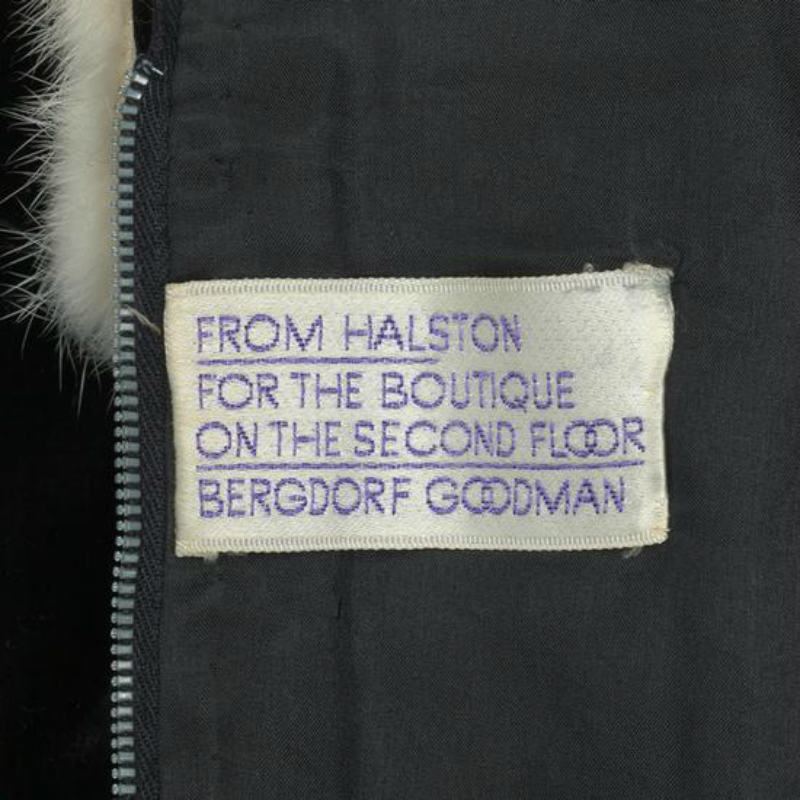 FROM HALSTON
FOR THE BOUTIQUE
ON THE SECOND FLOOR
BERGDORF GOODMAN